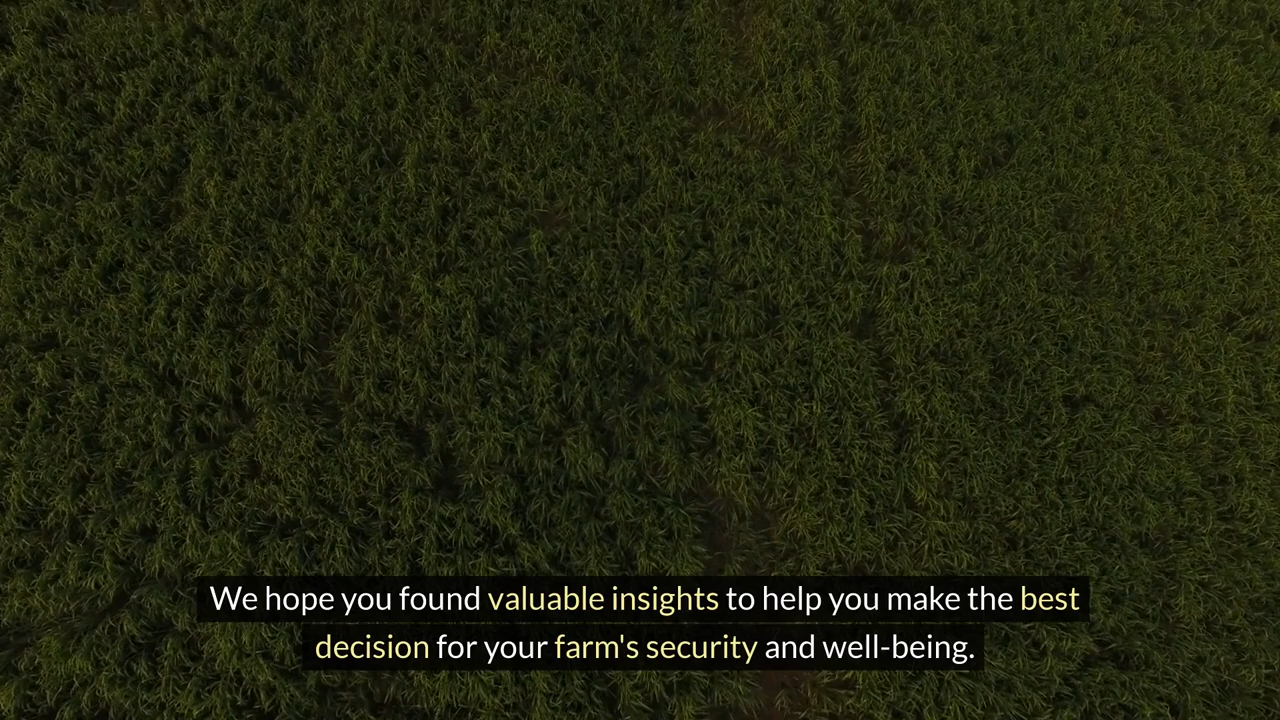 We hope you found valuable insights to help you make the best
decision for your farm's security and well-being.